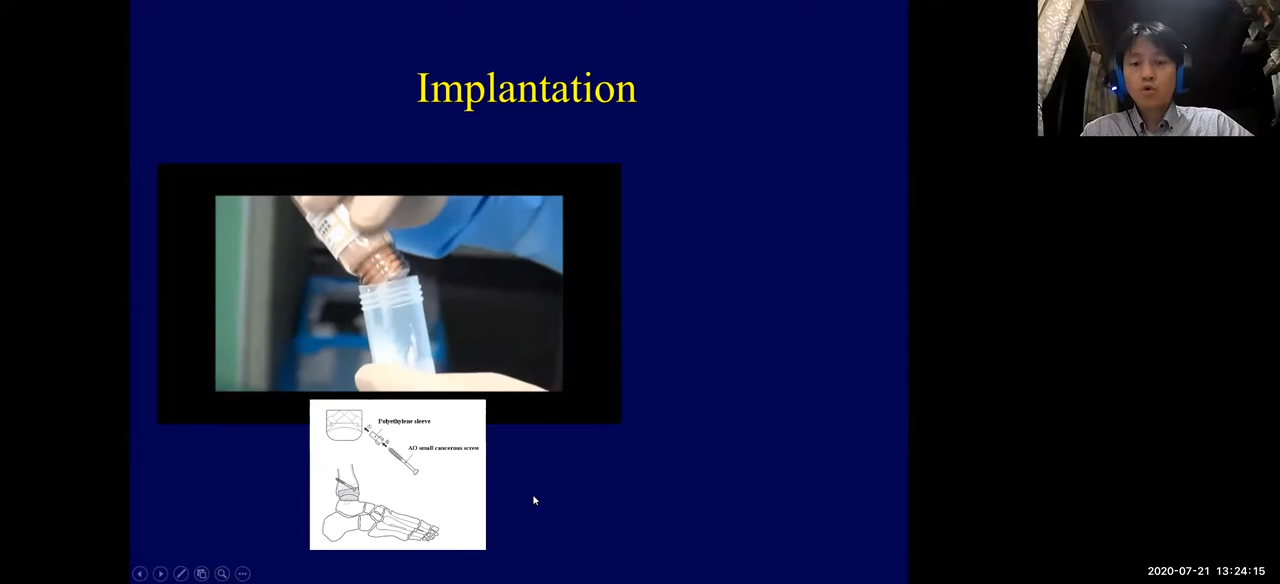 Implantation
Polyethylene sleeve
AO small cancerous screw
2020-07-21 13:24:15